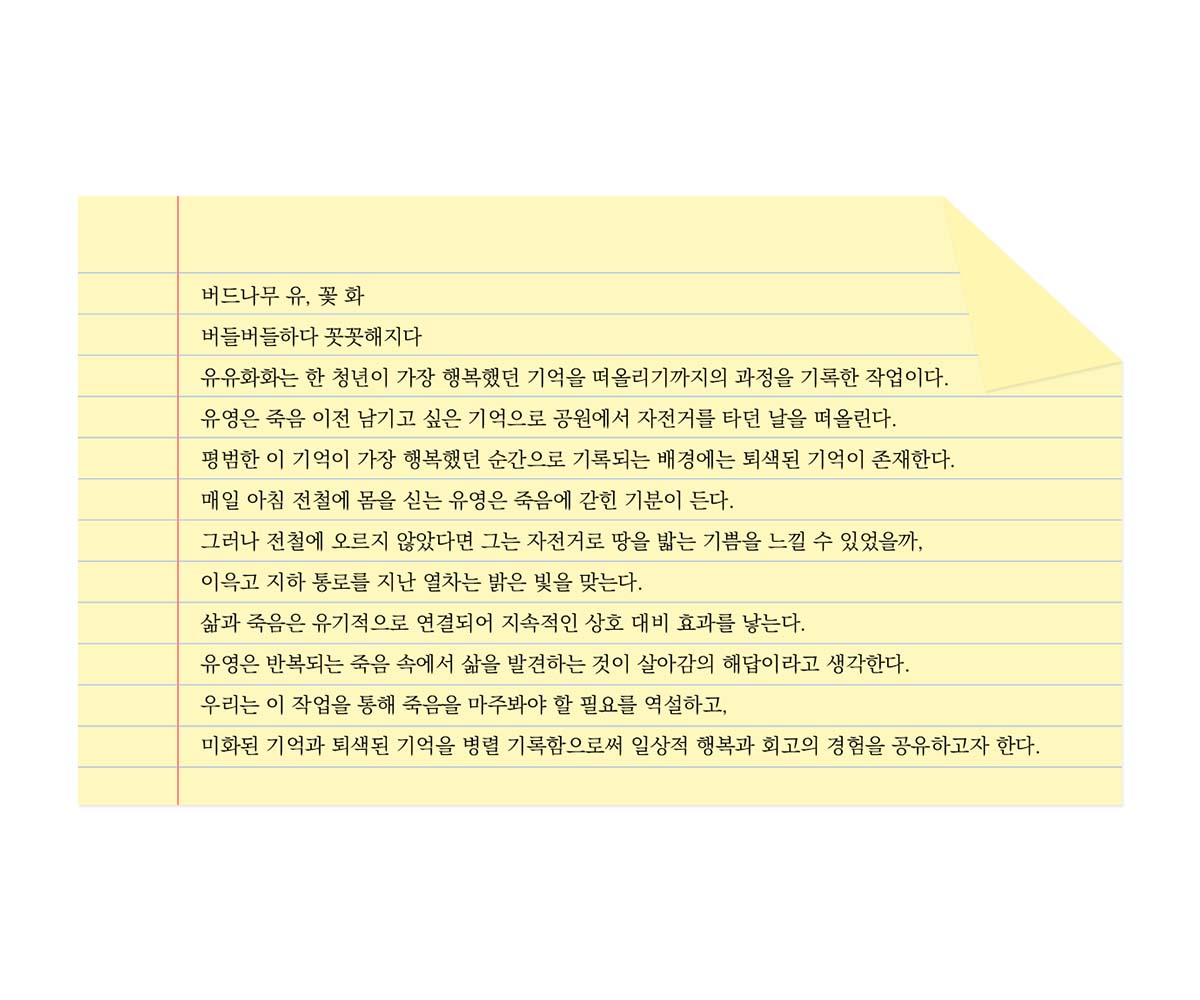 버드나무 유, 꽃 화
버들버들하다 꼿꼿해지다
유유화화는 한 청년이 가장 행복했던 기억을 떠올리기까지의 과정을 기록한 작업이다.
유영은 죽음 이전 남기고 싶은 기억으로 공원에서 자전거를 타던 날을 떠올린다.
평범한 이 기억이 가장 행복했던 순간으로 기록되는 배경에는 퇴색된 기억이 존재한다.
매일 아침 전철에 몸을 싣는 유영은 죽음에 갇힌 기분이 든다.
그러나 전철에 오르지 않았다면 그는 자전거로 땅을 밟는 기쁨을 느낄 수 있었을까,
이윽고 지하 통로를 지난 열차는 밝은 빛을 맞는다.
삶과 죽음은 유기적으로 연결되어 지속적인 상호 대비 효과를 낳는다.
유영은 반복되는 죽음 속에서 삶을 발견하는 것이 살아감의 해답이라고 생각한다.
우리는 이 작업을 통해 죽음을 마주봐야 할 필요를 역설하고,
미화된 기억과 퇴색된 기억을 병렬 기록함으로써 일상적 행복과 회고의 경험을 공유하고자 한다.